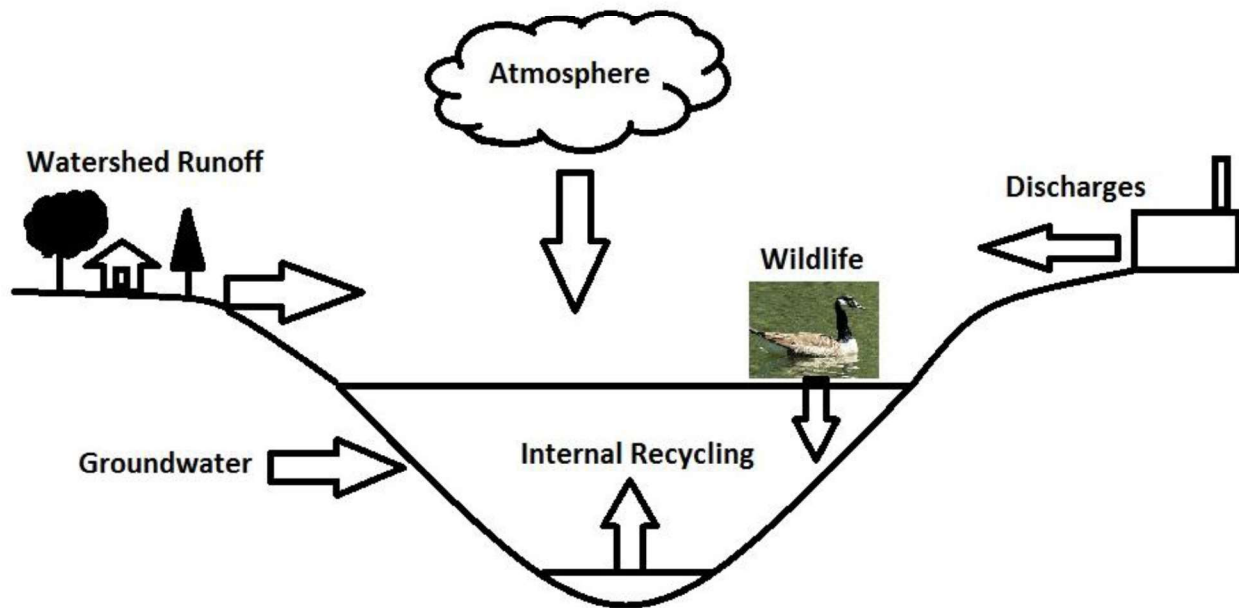 Atmosphere
Watershed Runoff
Discharges
Wildlife
Groundwater
Internal Recycling